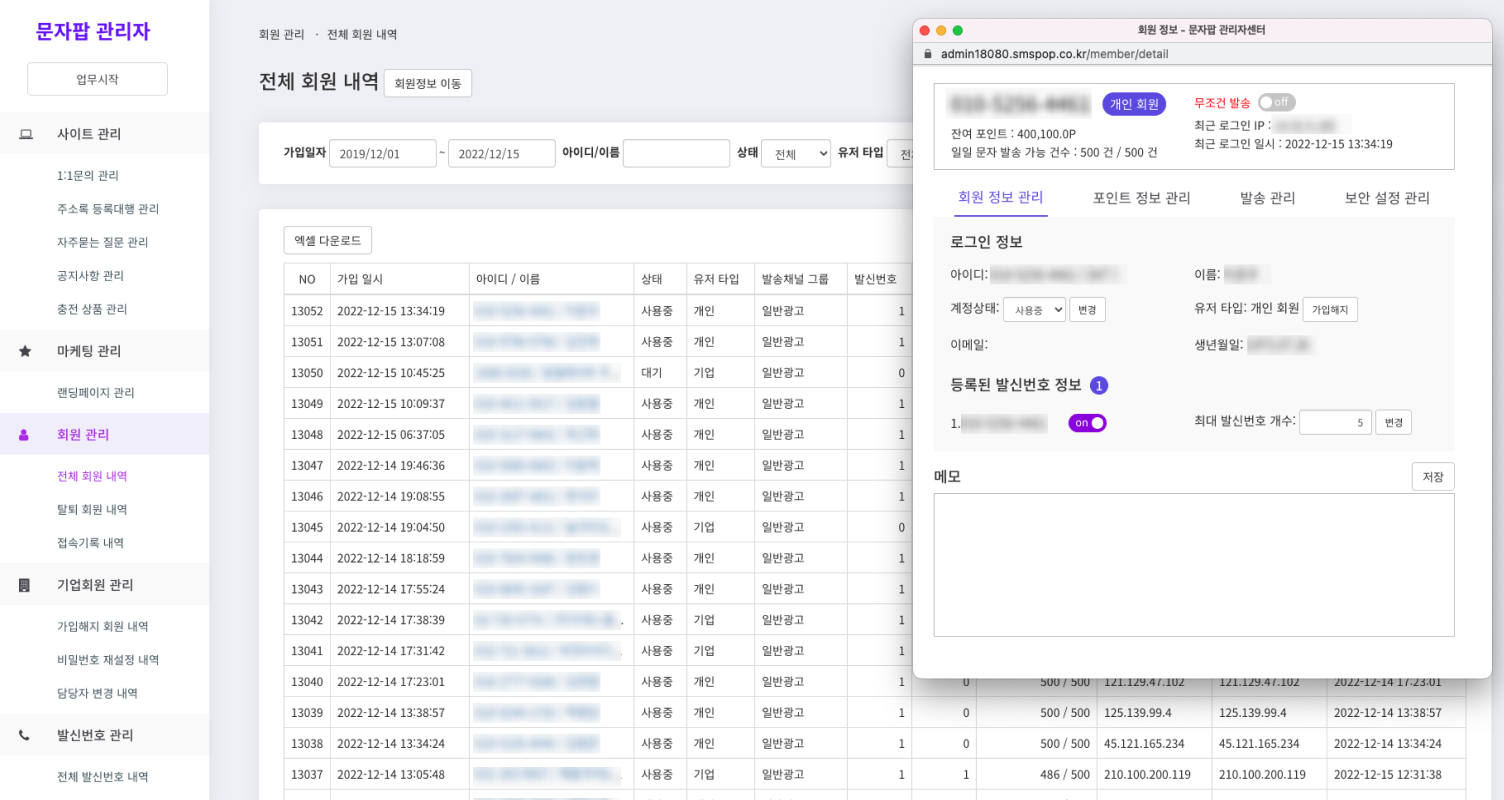 문자팝 관리자
업무시작
사이트 관리
1:1문의 관리
주소록 등록대행 관리
자주묻는 질문 관리
공지사항 관리
충전 상품 관리
마케팅 관리
랜딩페이지 관리
회원 관리
전체 회원 내역
탈퇴 회원 내역
접속기록 내역
기업회원 관리
가입해지 회원 내역
비밀번호 재설정 내역
담당자 변경 내역
발신번호 관리
전체 발신번호 내역
회원 관리 · 전체 회원 내역
전체 회원 내역 회원정보 이동
가입일자 2019/12/01 ~ 2022/12/15 아이디/이름 상태 전체 유저 타입
엑셀 다운로드
NO 가입 일시 아이디 / 이름 상태 유저 타입 발송채널 그룹 발신번호
13052 2022-12-15 13:34:19 사용중 개인 일반광고 1
13051 2022-12-15 13:07:08 사용중 개인 일반광고 1
13050 2022-12-15 10:45:25 대기 기업 일반광고 0
13049 2022-12-15 10:09:37 사용중 개인 일반광고 1
13048 2022-12-15 06:37:05 사용중 개인 일반광고 1
13047 2022-12-14 19:46:36 사용중 개인 일반광고 1
13046 2022-12-14 19:08:55 사용중 개인 일반광고 1
13045 2022-12-14 19:04:50 사용중 기업 일반광고 0
13044 2022-12-14 18:18:59 사용중 개인 일반광고 1
13043 2022-12-14 17:55:24 사용중 개인 일반광고 1
13042 2022-12-14 17:38:39 사용중 기업 일반광고 1
13041 2022-12-14 17:31:42 사용중 기업 일반광고 1
13040 2022-12-14 17:23:01 사용중 개인 일반광고 1 0 500 / 500 121.129.47.102 121.129.47.102 2022-12-14 17:23:01
13039 2022-12-14 13:38:57 사용중 개인 일반광고 1 0 500 / 500 125.139.99.4 125.139.99.4 2022-12-14 13:38:57
13038 2022-12-14 13:34:24 사용중 개인 일반광고 1 0 500 / 500 45.121.165.234 45.121.165.234 2022-12-14 13:34:24
13037 2022-12-14 13:05:48 사용중 기업 일반광고 1 1 486 / 500 210.100.200.119 210.100.200.119 2022-12-15 12:31:38
회원 정보 - 문자팝 관리자센터
admin18080.smspop.co.kr/member/detail
개인 회원
잔여 포인트 : 400,100.0P
일일 문자 발송 가능 건수 : 500 건 / 500 건
무조건 발송 off
최근 로그인 IP :
최근 로그인 일시 : 2022-12-15 13:34:19
회원 정보 관리 포인트 정보 관리 발송 관리 보안 설정 관리
로그인 정보
아이디: 이름:
계정상태: 사용중 변경 유저 타입: 개인 회원 가입해지
이메일: 생년월일:
등록된 발신번호 정보 1
1. on 최대 발신번호 개수: 5 변경
메모 저장